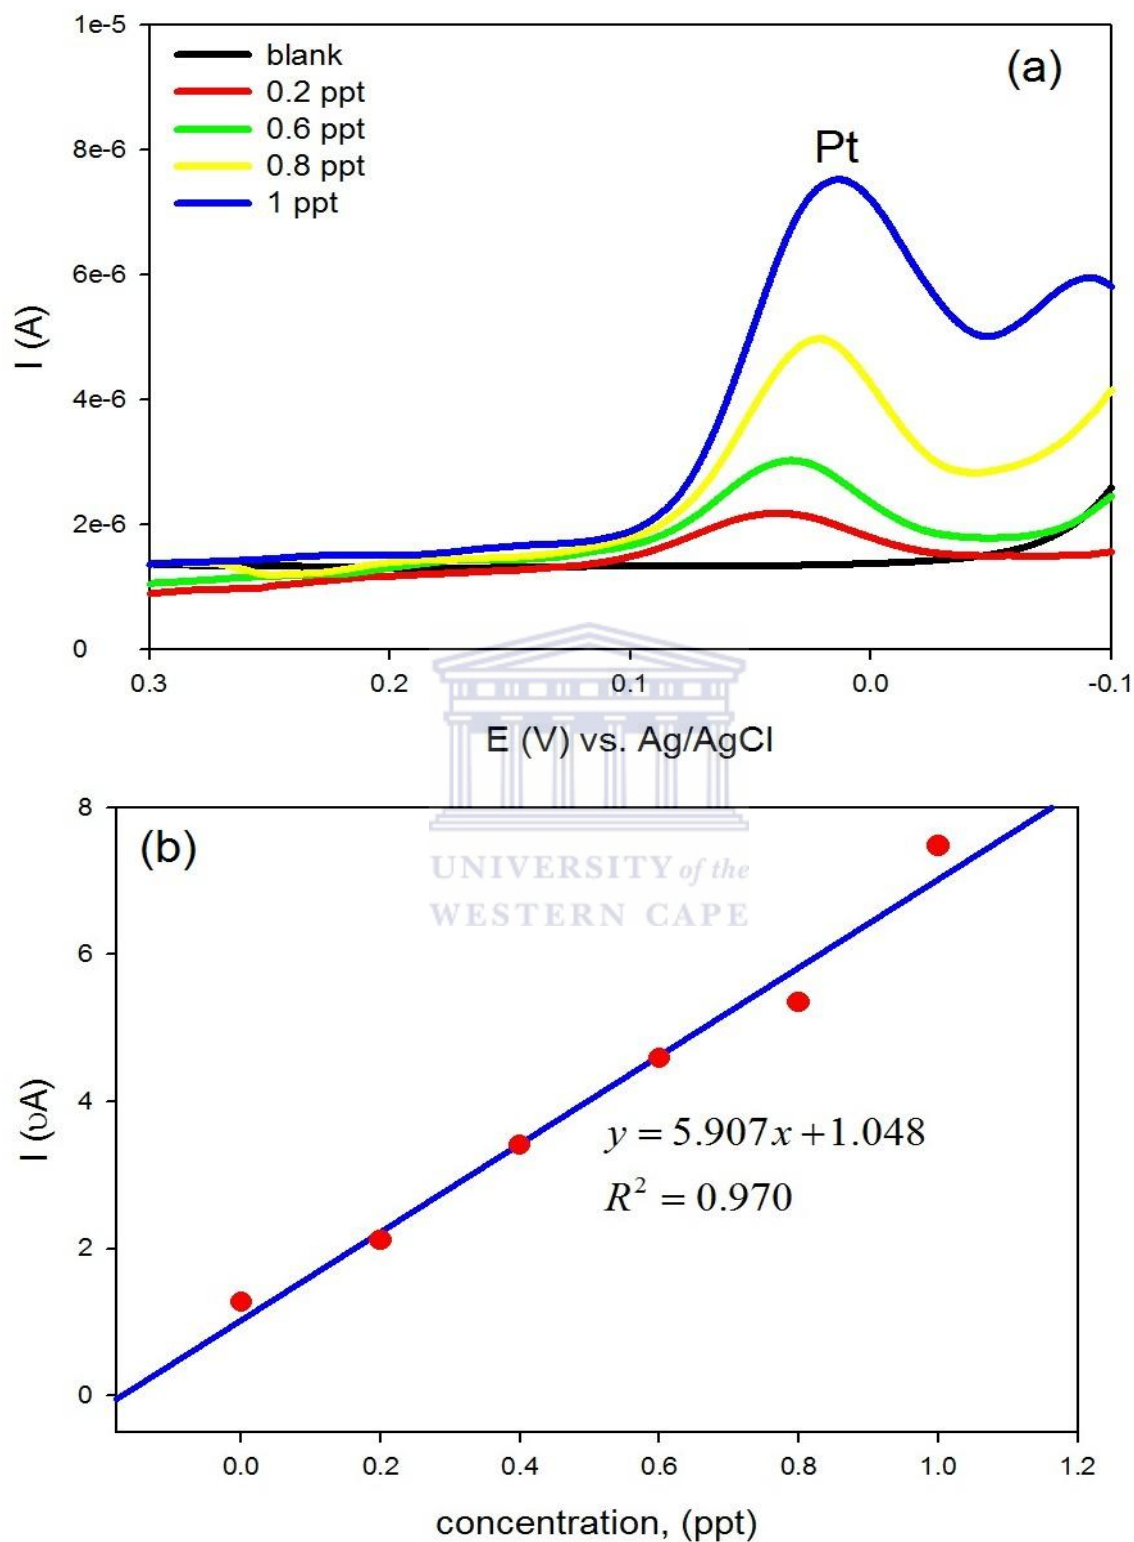 1e-5
blank
(a)
0.2 ppt
0.6 ppt
8e-6
Pt
0.8 ppt
1 ppt
6e-6
I (A)
4e-6
2e-6
0
0.3
0.2
0.1
0.0
-0.1
E (V) vs. Ag/AgCl
8
(b)
UNIVERSITY of the
WESTERN CAPE
6
4
I (υA)
y = 5.907x + 1.048
R² = 0.970
2
0
0.0
0.2
0.4
0.6
0.8
1.0
1.2
concentration, (ppt)